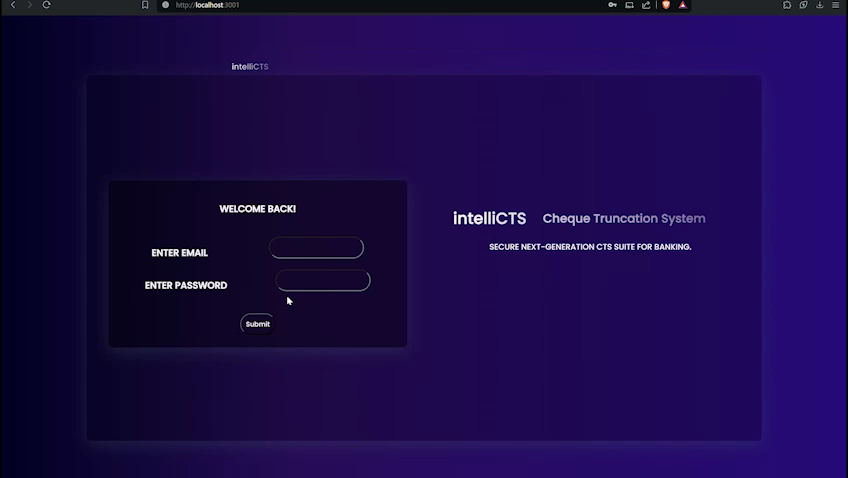 http://localhost:3001
intelliCTS
WELCOME BACK!
ENTER EMAIL
ENTER PASSWORD
Submit
intelliCTS Cheque Truncation System
SECURE NEXT-GENERATION CTS SUITE FOR BANKING.